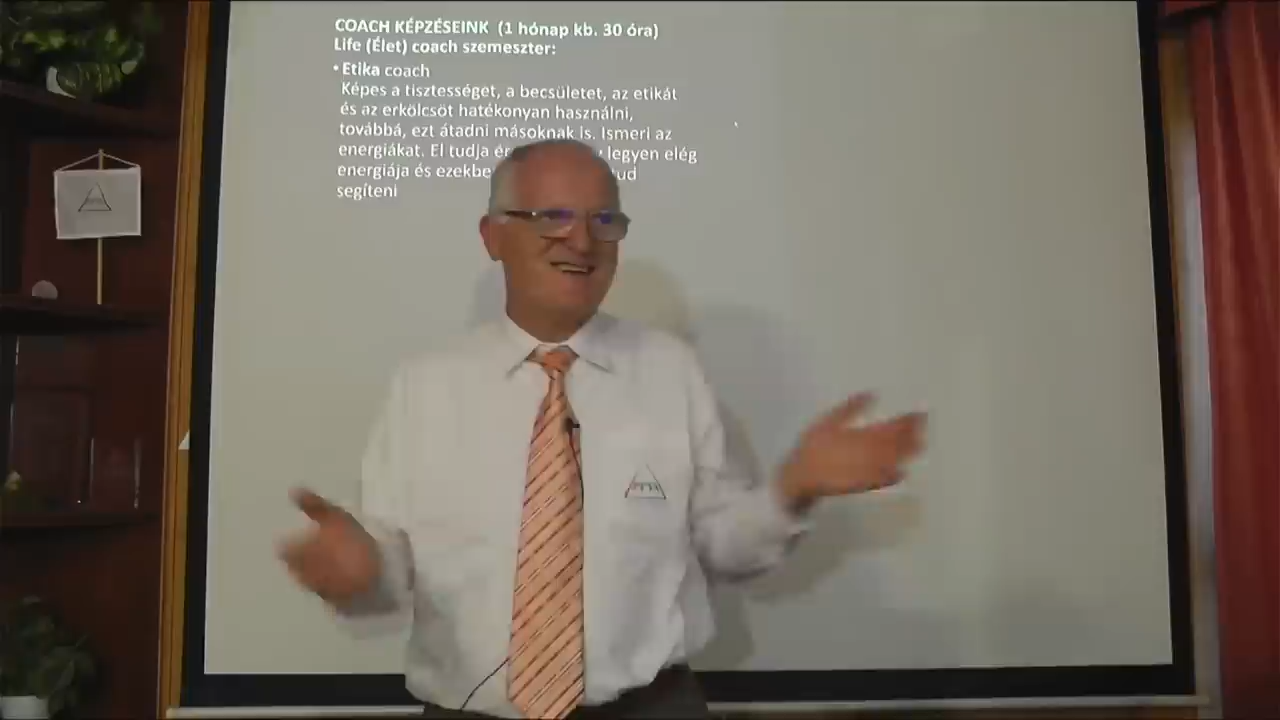 COACH KÉPZÉSEINK (1 hónap kb. 30 óra)
Life (Élet) coach szemeszter:
• Etika coach
Képes a tisztességet, a becsületet, az etikát
és az erkölcsöt hatékonyan használni,
továbbá, ezt átadni másoknak is. Ismeri az
energiákat. El tudja legyen elég
energiája és tud
segíteni